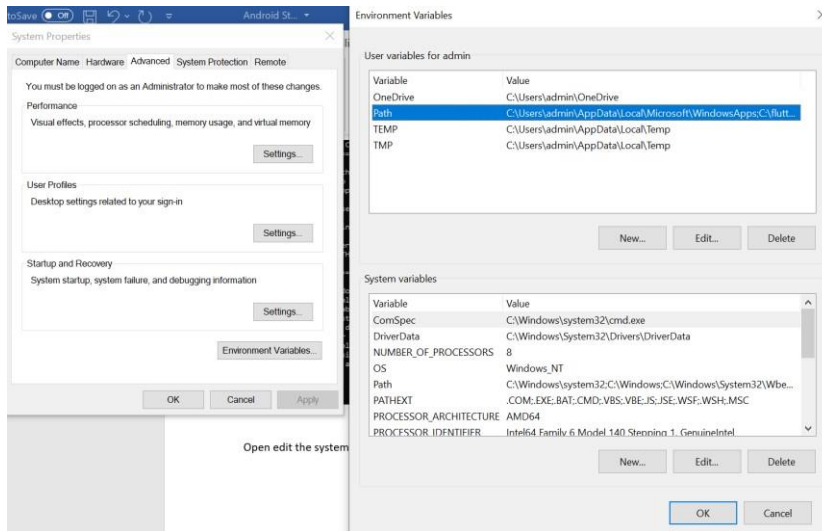 toSave Off Android St...
System Properties
Computer Name Hardware Advanced System Protection Remote
You must be logged on as an Administrator to make most of these changes.
Performance
Visual effects, processor scheduling, memory usage, and virtual memory
Settings...
User Profiles
Desktop settings related to your sign-in
Settings...
Startup and Recovery
System startup, system failure, and debugging information
Settings...
Environment Variables...
OK Cancel Apply
Open edit the system
Environment Variables
User variables for admin
Variable Value
OneDrive C:\Users\admin\OneDrive
Path C:\Users\admin\AppData\Local\Microsoft\WindowsApps;C:\flutt...
TEMP C:\Users\admin\AppData\Local\Temp
TMP C:\Users\admin\AppData\Local\Temp
New... Edit... Delete
System variables
Variable Value
ComSpec C:\Windows\system32\cmd.exe
DriverData C:\Windows\System32\Drivers\DriverData
NUMBER_OF_PROCESSORS 8
OS Windows_NT
Path C:\Windows\system32;C:\Windows;C:\Windows\System32\Wbe...
PATHEXT .COM;.EXE;.BAT;.CMD;.VBS;.VBE;.JS;.JSE;.WSF;.WSH;.MSC
PROCESSOR_ARCHITECTURE AMD64
PROCESSOR_IDENTIFIER Intel64 Family 6 Model 140 Stepping 1, GenuineIntel
New... Edit... Delete
OK Cancel